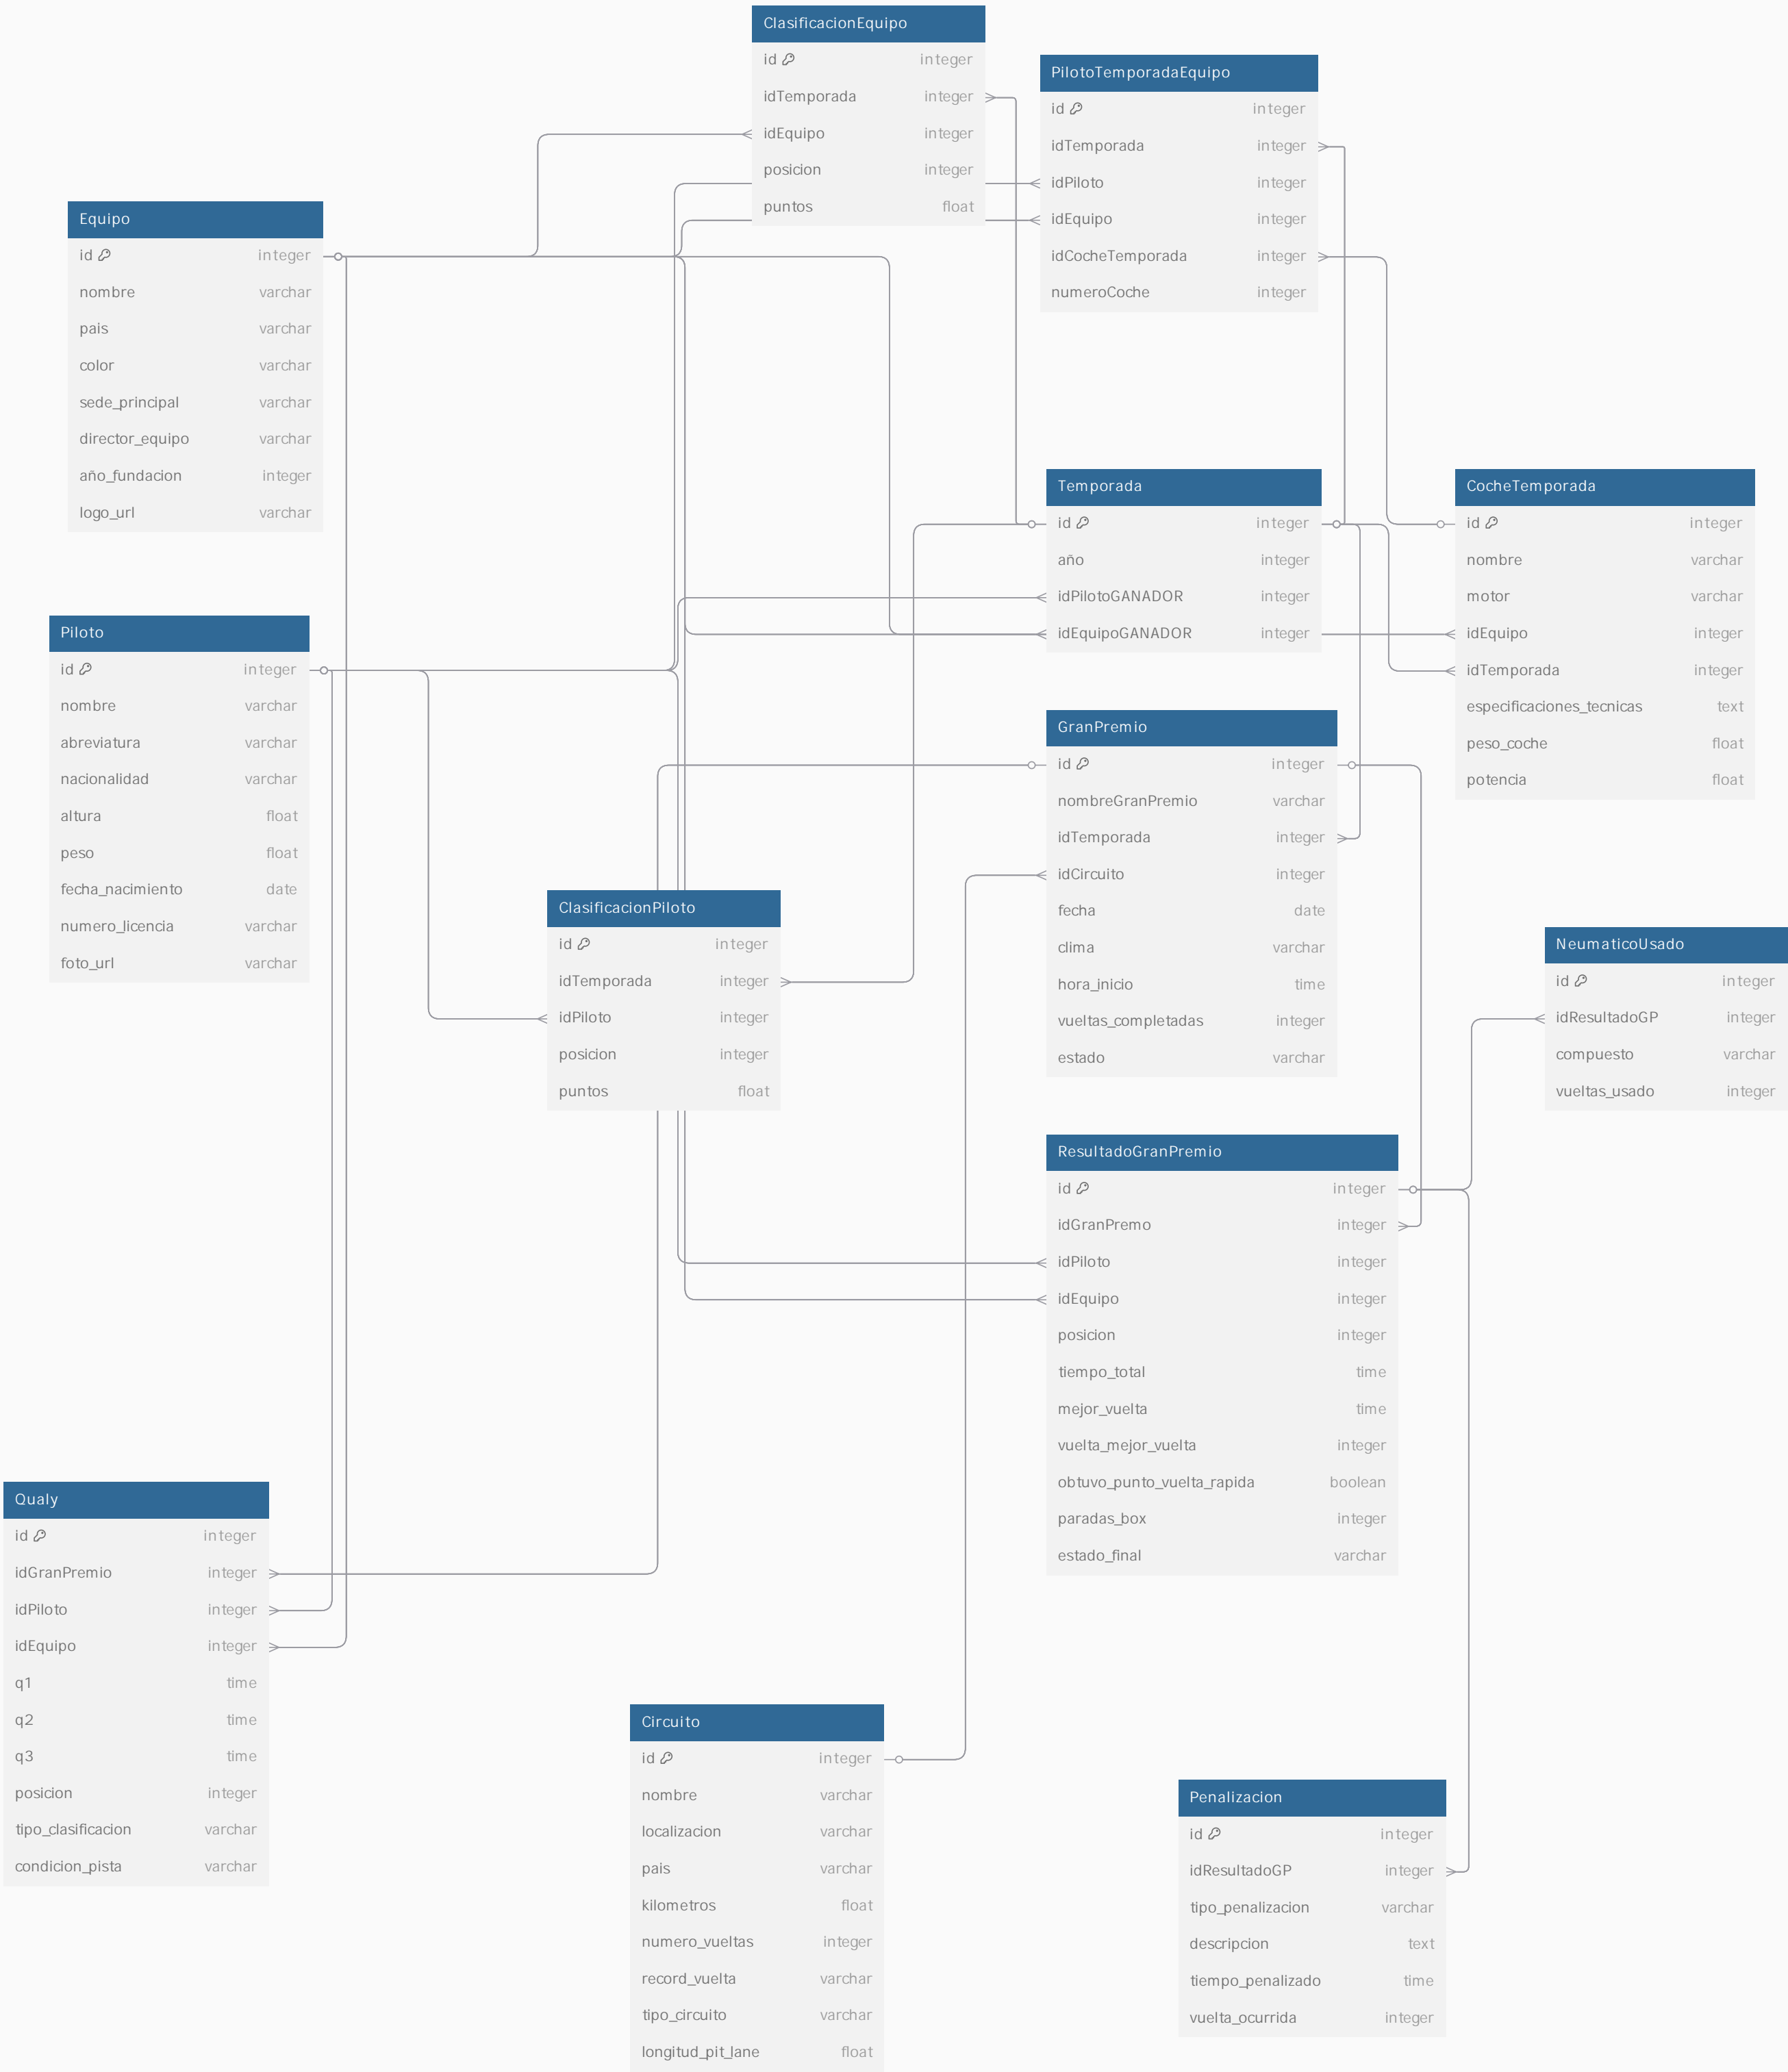 ClasificacionEquipo
id integer
idTemporada integer
idEquipo integer
posicion integer
puntos float
PilotoTemporadaEquipo
id integer
idTemporada integer
idPiloto integer
idEquipo integer
idCocheTemporada integer
numeroCoche integer
Equipo
id integer
nombre varchar
pais varchar
color varchar
sede_principal varchar
director_equipo varchar
año_fundacion integer
logo_url varchar
Temporada
id integer
año integer
idPilotoGANADOR integer
idEquipoGANADOR integer
CocheTemporada
id integer
nombre varchar
motor varchar
idEquipo integer
idTemporada integer
especificaciones_tecnicas text
peso_coche float
potencia float
Piloto
id integer
nombre varchar
abreviatura varchar
nacionalidad varchar
altura float
peso float
fecha_nacimiento date
numero_licencia varchar
foto_url varchar
GranPremio
id integer
nombreGranPremio varchar
idTemporada integer
idCircuito integer
fecha date
clima varchar
hora_inicio time
vueltas_completadas integer
estado varchar
ClasificacionPiloto
id integer
idTemporada integer
idPiloto integer
posicion integer
puntos float
NeumaticoUsado
id integer
idResultadoGP integer
compuesto varchar
vueltas_usado integer
ResultadoGranPremio
id integer
idGranPremo integer
idPiloto integer
idEquipo integer
posicion integer
tiempo_total time
mejor_vuelta time
vuelta_mejor_vuelta integer
obtuvo_punto_vuelta_rapida boolean
paradas_box integer
estado_final varchar
Qualy
id integer
idGranPremio integer
idPiloto integer
idEquipo integer
q1 time
q2 time
q3 time
posicion integer
tipo_clasificacion varchar
condicion_pista varchar
Circuito
id integer
nombre varchar
localizacion varchar
pais varchar
kilometros float
numero_vueltas integer
record_vuelta varchar
tipo_circuito varchar
longitud_pit_lane float
Penalizacion
id integer
idResultadoGP integer
tipo_penalizacion varchar
descripcion text
tiempo_penalizado time
vuelta_ocurrida integer